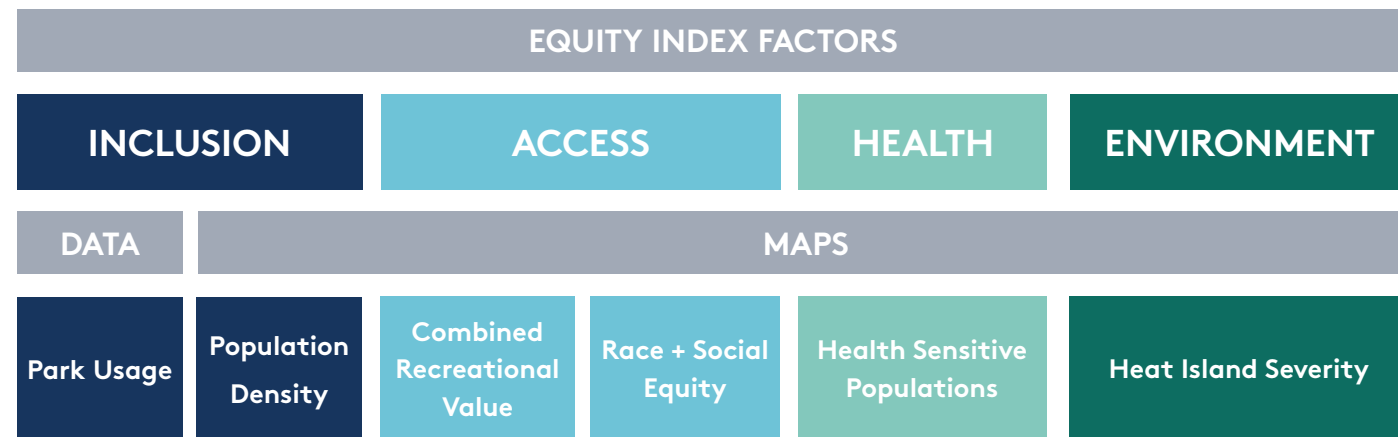 EQUITY INDEX FACTORS
INCLUSION
ACCESS
HEALTH
ENVIRONMENT
DATA
MAPS
Park Usage
Population
Density
Combined
Recreational
Value
Race + Social
Equity
Health Sensitive
Populations
Heat Island Severity